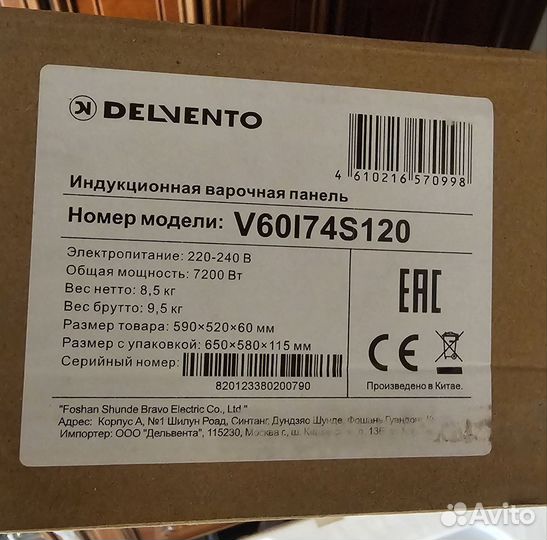 DELVENTO
4 610216 570998
Индукционная варочная панель
Номер модели: V60I74S120
Электропитание: 220-240 В
Общая мощность: 7200 Вт
Вес нетто: 8,5 кг
Вес брутто: 9,5 кг
Размер товара: 590×520×60 мм
Размер с упаковкой: 650×580×115 мм
Серийный номер:
820123380200790
EAC
CE
Произведено в Китае.
"Foshan Shunde Bravo Electric Co., Ltd."
Адрес: Корпус А, №1 Шилун Роад, Синтанг, Дундзяо Шунде, Фошань
Импортер: ООО "Дельвента", 115230, Москва г., ш.
Avito